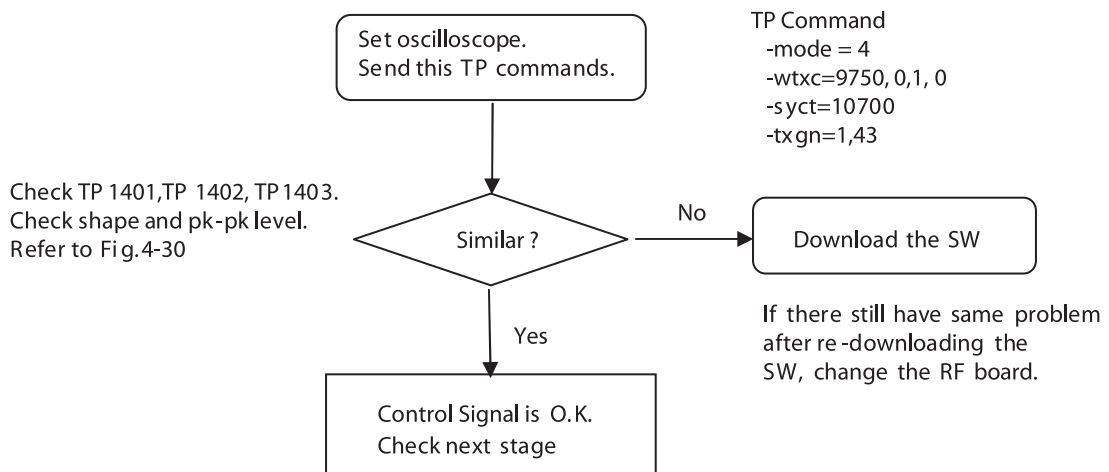 Set oscilloscope.
Send this TP commands.
TP Command
-mode = 4
-wtxc=9750, 0,1, 0
-syct=10700
-txgn=1,43
Check TP 1401,TP 1402, TP1403.
Check shape and pk-pk level.
Refer to Fig.4-30
Similar ?
No
Download the SW
If there still have same problem
after re-downloading the
SW, change the RF board.
Yes
Control Signal is O.K.
Check next stage